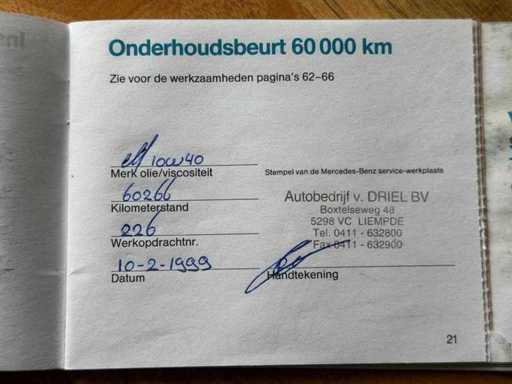 Onderhoudsbeurt 60 000 km
Zie voor de werkzaamheden pagina's 62–66
10W40
Merk olie/viscositeit
Stempel van de Mercedes-Benz service-werkplaats
60266
Kilometerstand
226
Werkopdrachtnr.
10-2-1999
Datum
Autobedrijf v. DRIEL BV
Boxtelseweg 48
5298 VC LIEMPDE
Tel. 0411 - 632800
Fax 0411 - 632900
Handtekening
21